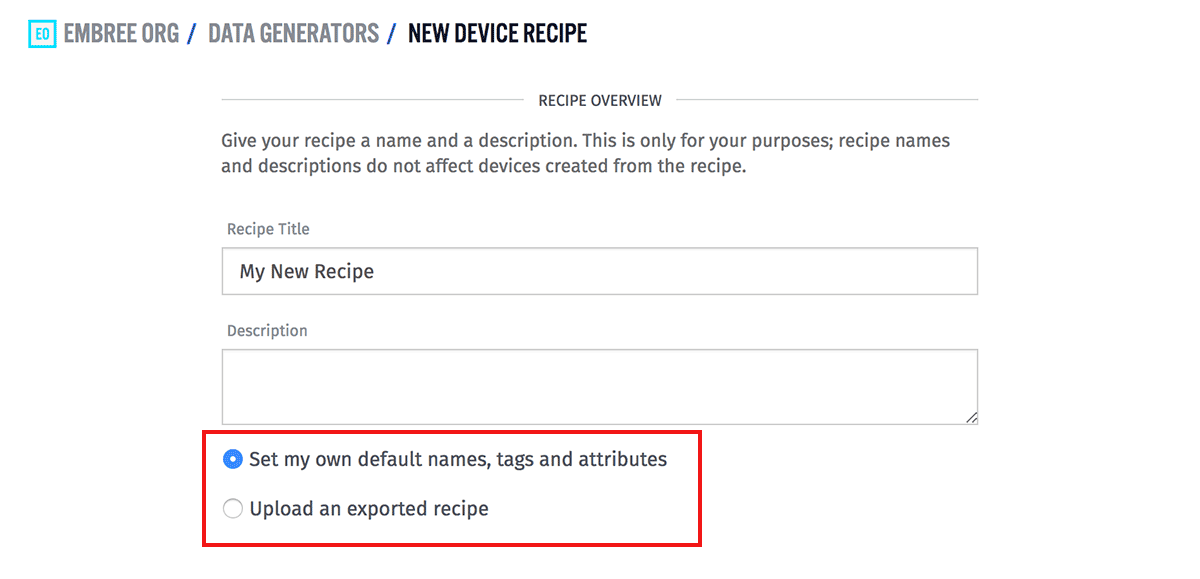 EO EMBREE ORG / DATA GENERATORS / NEW DEVICE RECIPE
RECIPE OVERVIEW
Give your recipe a name and a description. This is only for your purposes; recipe names
and descriptions do not affect devices created from the recipe.
Recipe Title
My New Recipe
Description
Set my own default names, tags and attributes
Upload an exported recipe